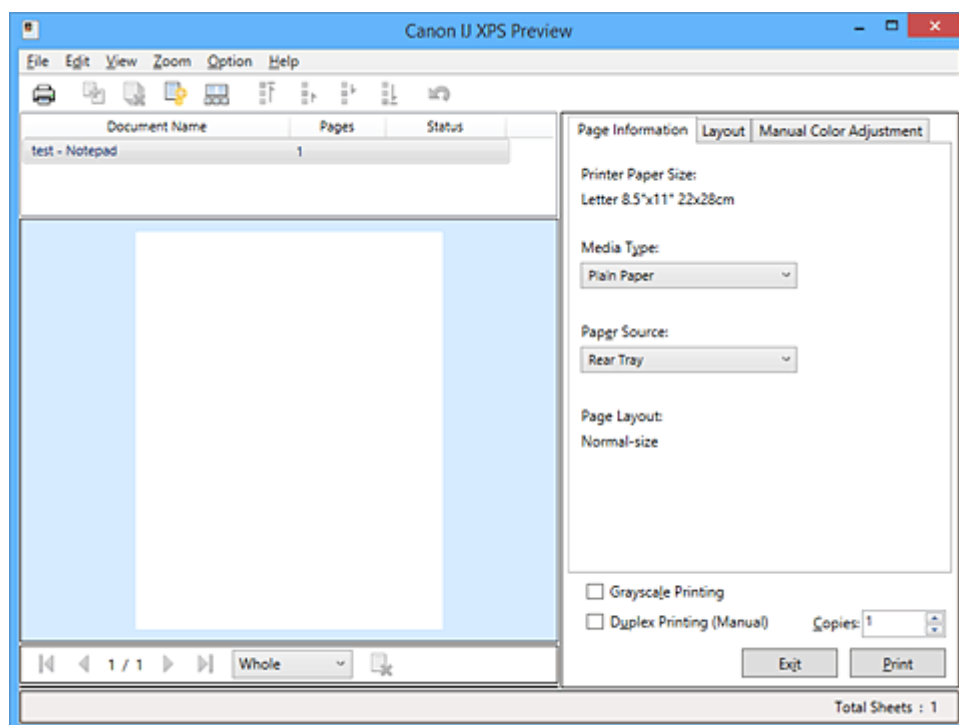 Canon IJ XPS Preview
File Edit View Zoom Option Help
Document Name Pages Status
test - Notepad 1
1 / 1 Whole
Page Information Layout Manual Color Adjustment
Printer Paper Size:
Letter 8.5"x11" 22x28cm
Media Type:
Plain Paper
Paper Source:
Rear Tray
Page Layout:
Normal-size
Grayscale Printing
Duplex Printing (Manual) Copies: 1
Exit Print
Total Sheets : 1